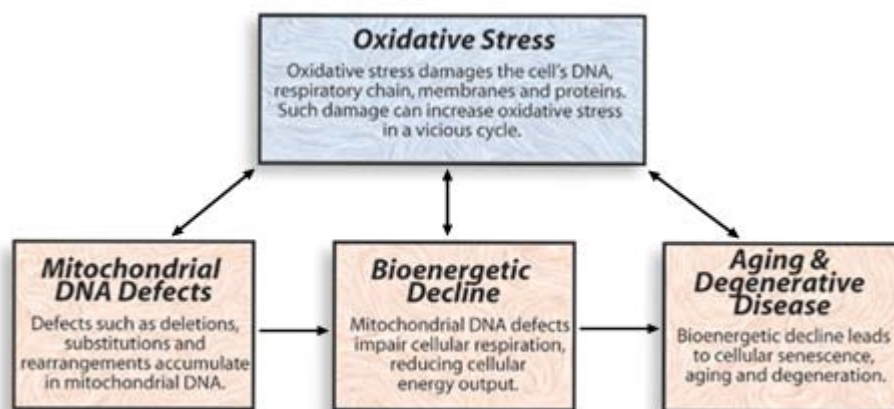 Oxidative Stress
Oxidative stress damages the cell's DNA,
respiratory chain, membranes and proteins.
Such damage can increase oxidative stress
in a vicious cycle.
Mitochondrial
DNA Defects
Defects such as deletions,
substitutions and
rearrangements accumulate
in mitochondrial DNA.
Bioenergetic
Decline
Mitochondrial DNA defects
impair cellular respiration,
reducing cellular
energy output.
Aging &
Degenerative
Disease
Bioenergetic decline leads
to cellular senescence,
aging and degeneration.